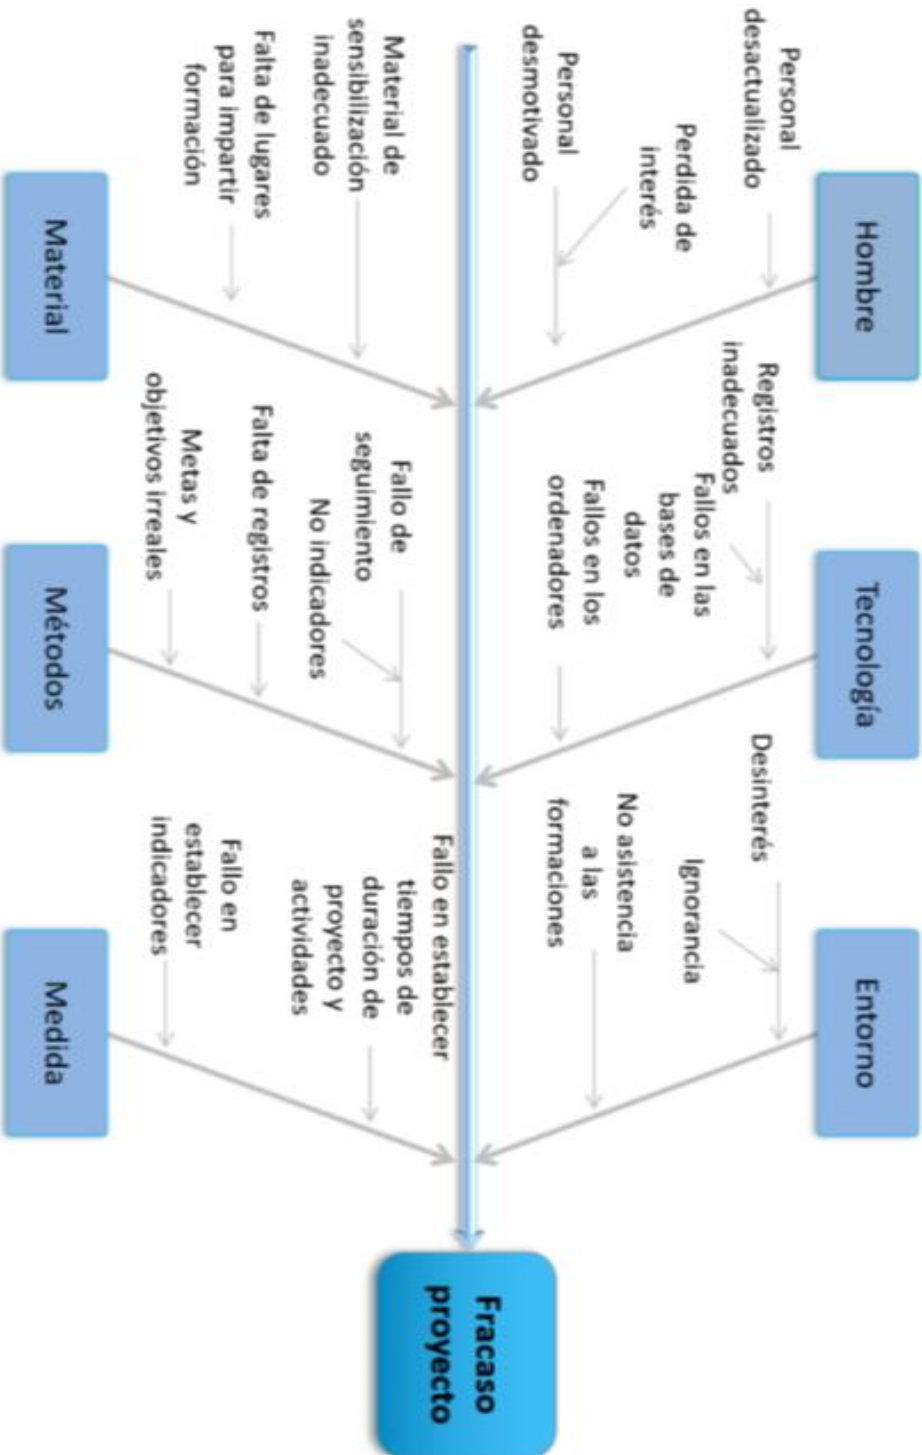 Hombre
Tecnología
Entorno
Personal
desactualizado
Perdida de
interés
Personal
desmotivado
Registros
inadecuados
Fallos en las
bases de
datos
Fallos en los
ordenadores
Desinterés
Ignorancia
No asistencia
a las
formaciones
Fracaso
proyecto
Material de
sensibilización
inadecuado
Falta de lugares
para impartir
formación
Fallo de
seguimiento
No indicadores
Falta de registros
Metas y
objetivos irreales
Fallo en establecer
tiempos de
duración de
proyecto y
actividades
Fallo en
establecer
indicadores
Material
Métodos
Medida